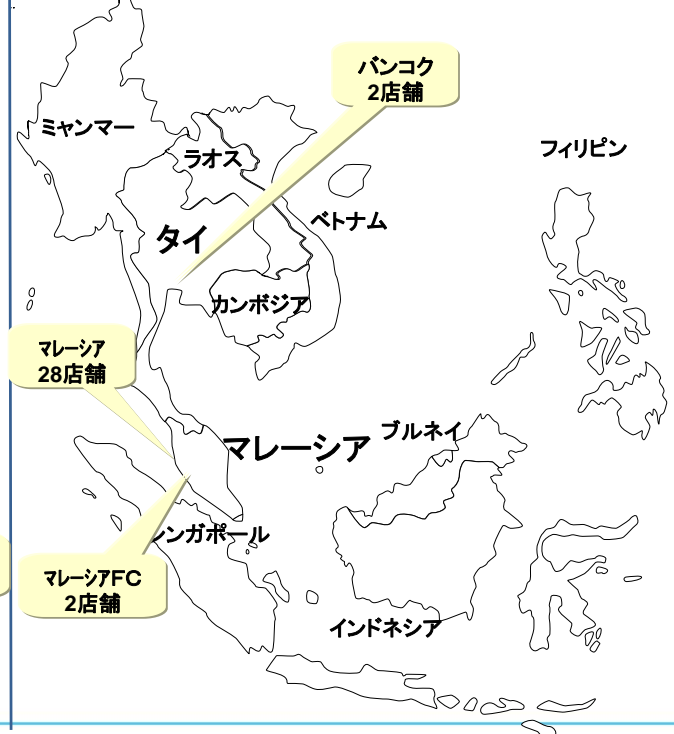 バンコク
2店舗
ミャンマー
フィリピン
ラオス
ベトナム
タイ
カンボジア
マレーシア
28店舗
ブルネイ
マレーシア
シンガポール
マレーシアFC
2店舗
インドネシア